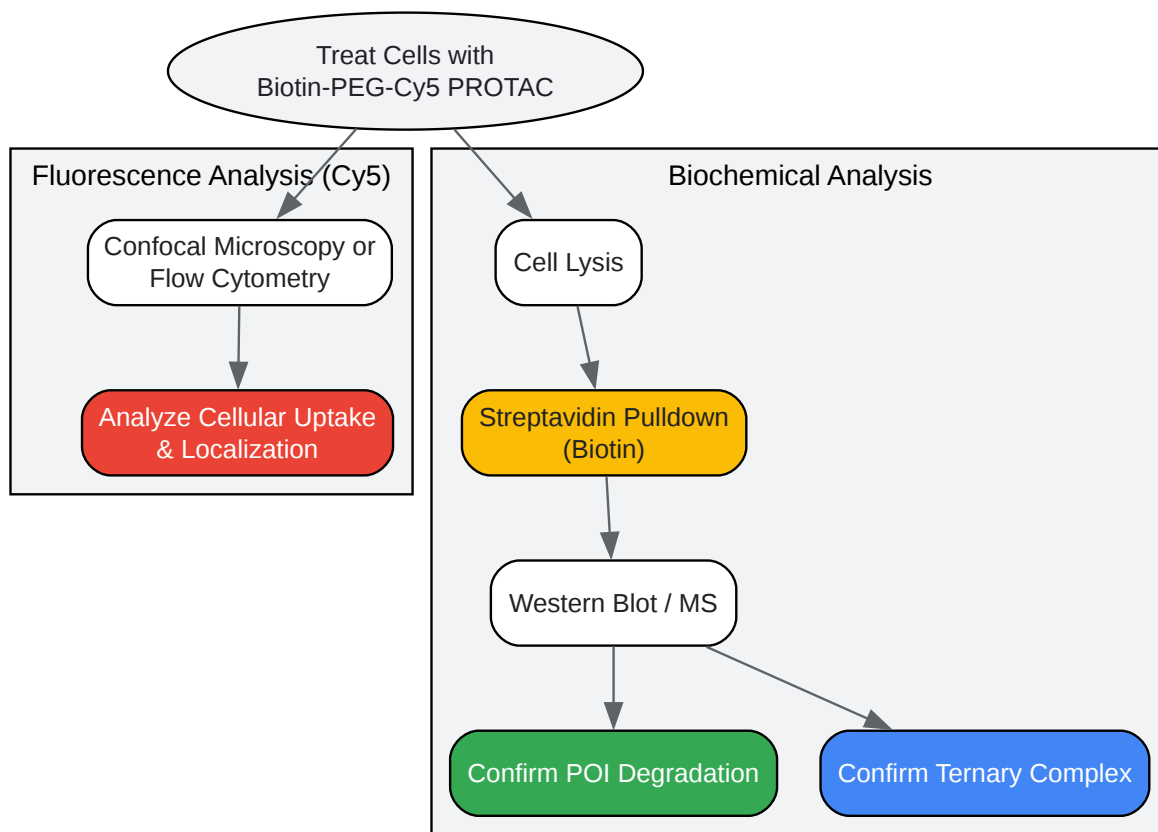 Treat Cells with
Biotin-PEG-Cy5 PROTAC
Fluorescence Analysis (Cy5)
Confocal Microscopy or
Flow Cytometry
Analyze Cellular Uptake
& Localization
Biochemical Analysis
Cell Lysis
Streptavidin Pulldown
(Biotin)
Western Blot / MS
Confirm POI Degradation
Confirm Ternary Complex